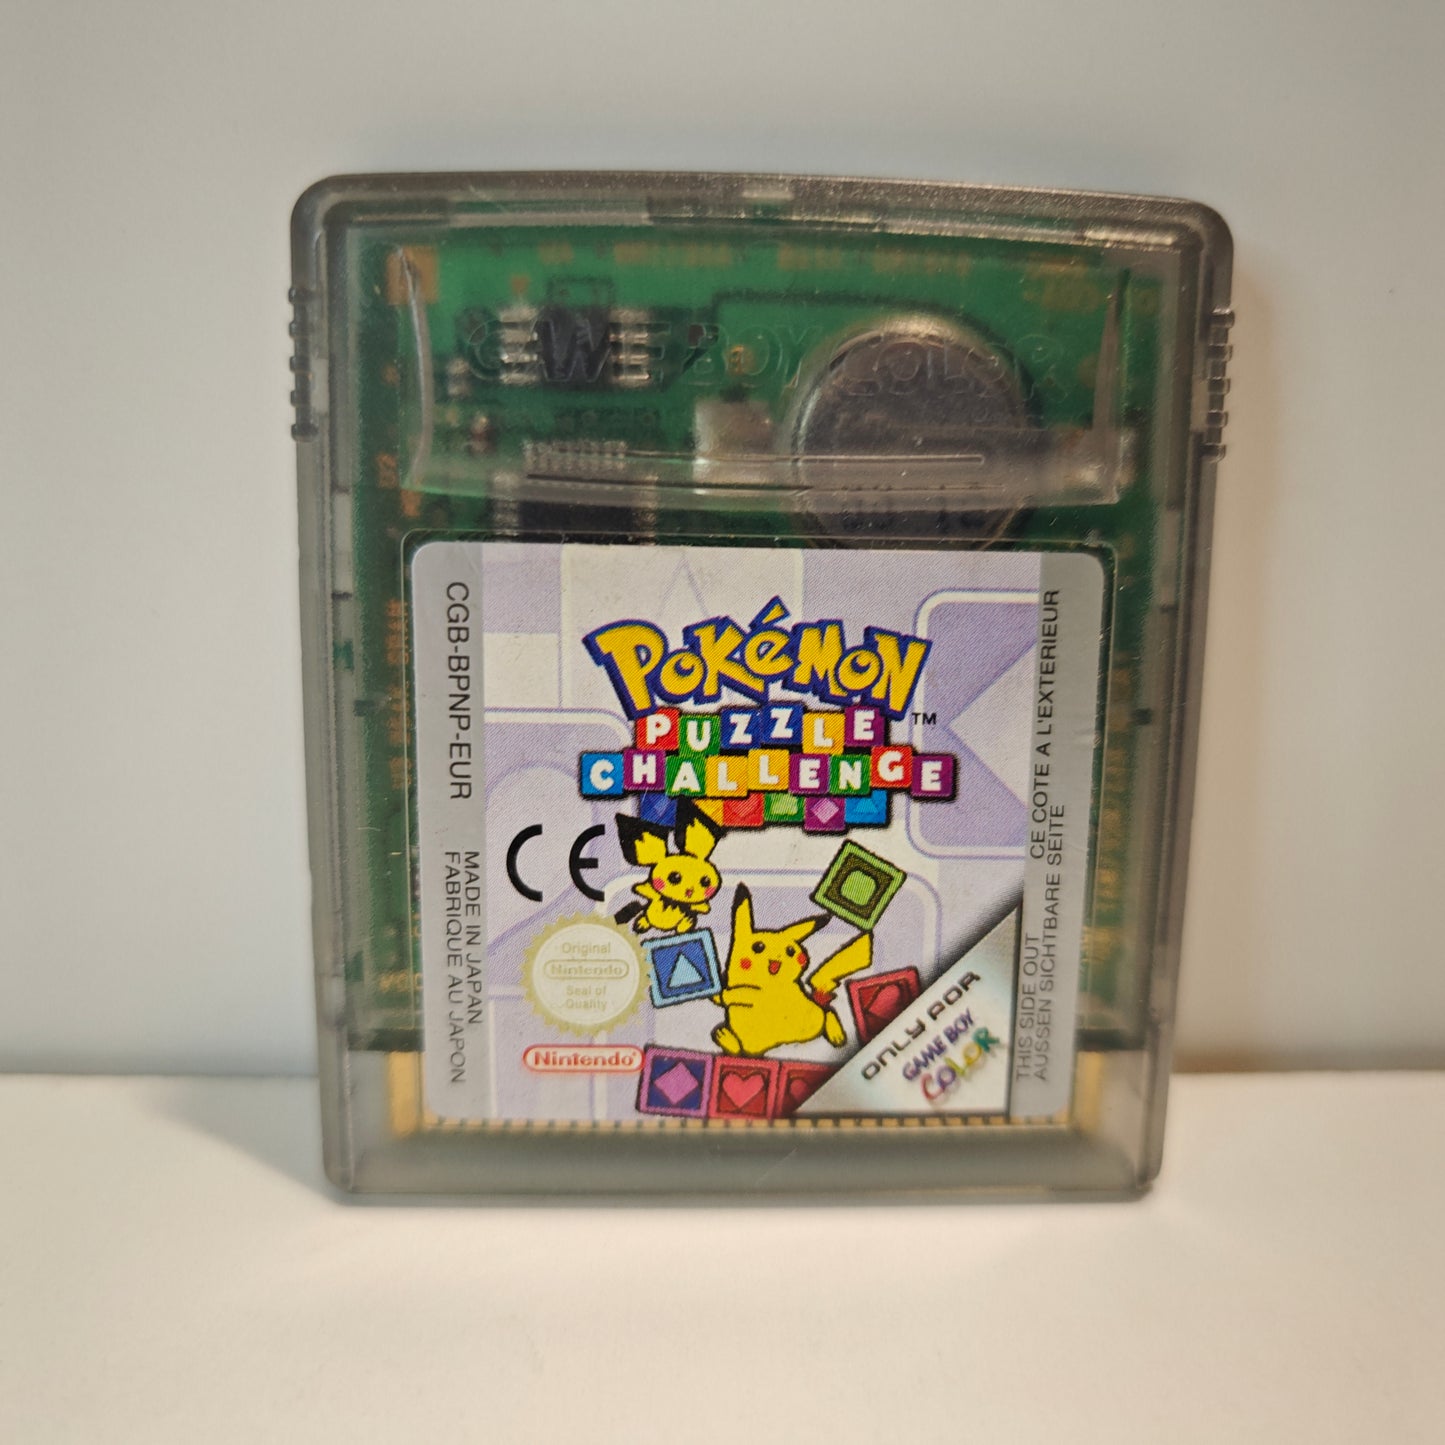 GAME BOY COLOR
CGB-BPNP-EUR
MADE IN JAPAN
FABRIQUE AU JAPON
POKéMON
PUZZLE
CHALLENGE
TM
CE
Original
Nintendo
Seal of
Quality
Nintendo
ONLY FOR
GAME BOY
COLOR
THIS SIDE OUT CE COTE A L'EXTERIEUR
AUSSEN SICHTBARE SEITE